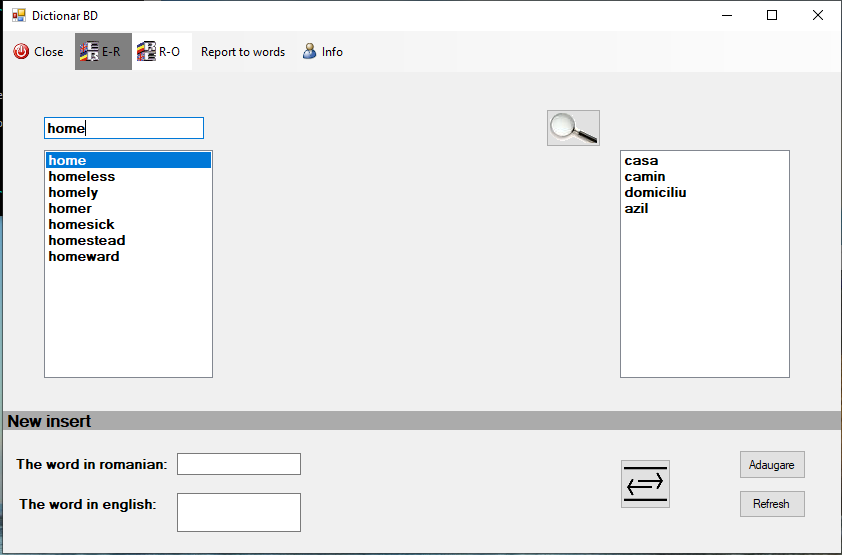 Dictionar BD
Close E-R R-O Report to words Info
home
home
homeless
homely
homer
homesick
homestead
homeward
casa
camin
domiciliu
azil
New insert
The word in romanian:
Adaugare
The word in english:
Refresh